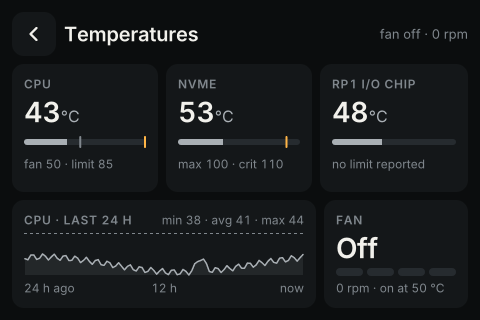 Temperatures
fan off · 0 rpm
CPU
43°C
fan 50 · limit 85
NVME
53°C
max 100 · crit 110
RP1 I/O CHIP
48°C
no limit reported
CPU · LAST 24 H
min 38 · avg 41 · max 44
24 h ago
12 h
now
FAN
Off
0 rpm · on at 50 °C